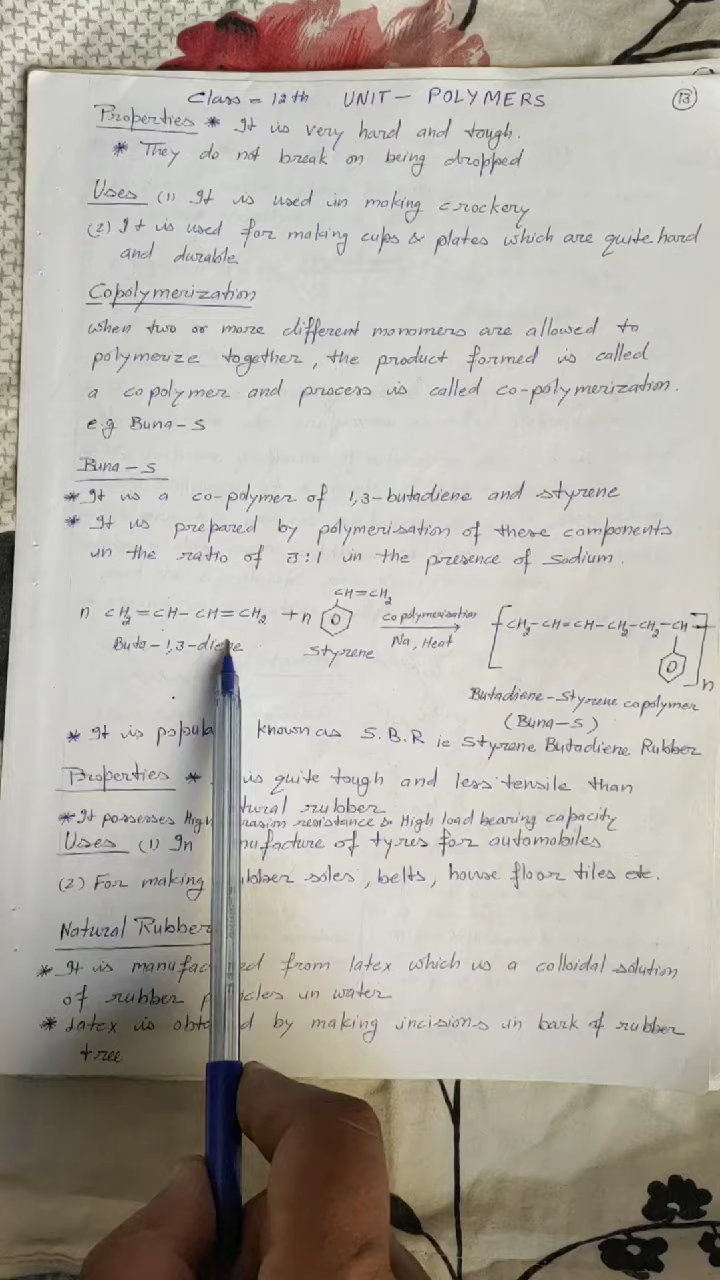 Class = 12th UNIT - POLYMERS 13
Properties * It is very hard and tough.
* They do not break on being dropped
Uses (1) It is used in making crockery
(2) It is used for making cups & plates which are quite hard
and durable.
Copolymerization
when two or more different monomers are allowed to
polymerize together, the product formed is called
a copolymer and process is called co-polymerization.
e.g Buna-S
Buna-S
* It is a co-polymer of 1,3-butadiene and styrene
* It is prepared by polymerisation of these components
in the ratio of 3:1 in the presence of Sodium.
CH=CH₂
n CH₂=CH-CH=CH₂ + n copolymerisation [CH₂-CH=CH-CH₂-CH₂-CH]n
Buta-1,3-diene Styrene Na, Heat
Butadiene-Styrene copolymer
(Buna-S)
* It is known as S.B.R ie Styrene Butadiene Rubber
Properties * is quite tough and less tensile than
rubber
* It possesses High resistance & High load bearing capacity
Uses (1) In of tyres for automobiles
(2) For making soles, belts, house floor tiles etc.
Natural Rubber
* It is from latex which is a colloidal solution
of rubber in water
* Latex is by making incisions in bark of rubber
tree